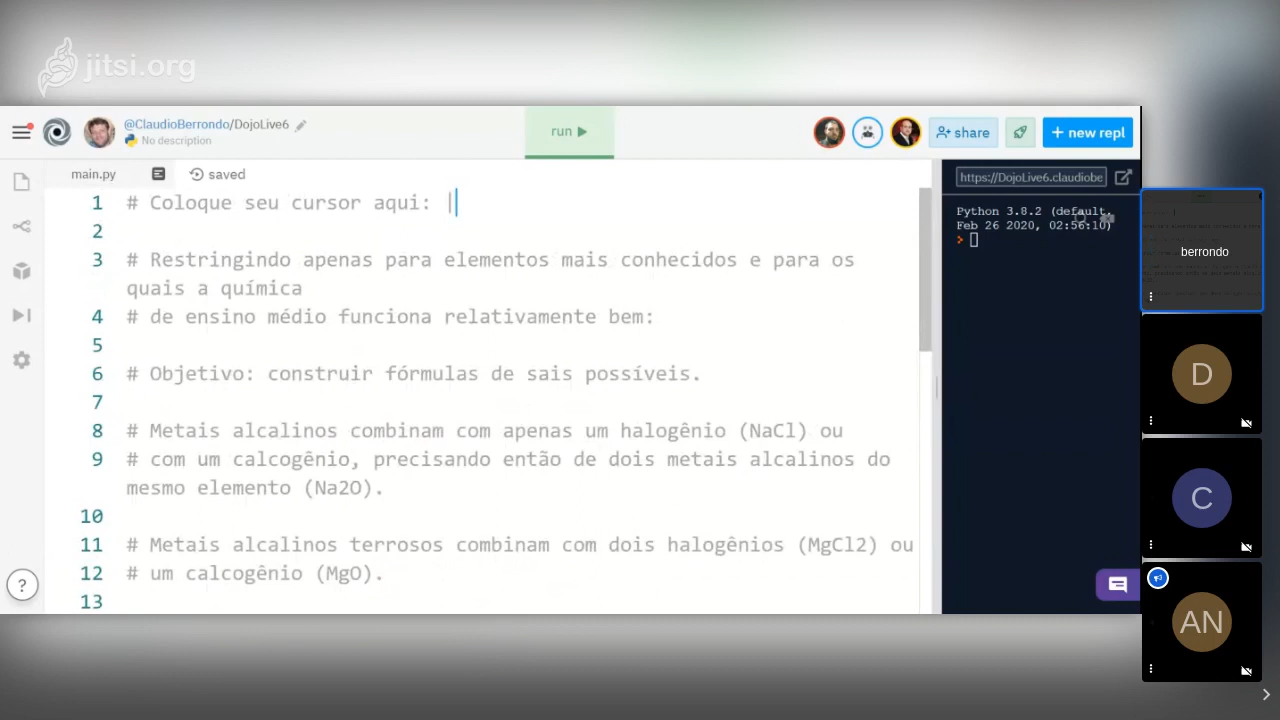 jitsi.org
@ClaudioBerrondo/DojoLive6
No description
run
share
+ new repl
main.py
saved
https://DojoLive6.claudiobe
1 # Coloque seu cursor aqui:
2
3 # Restringindo apenas para elementos mais conhecidos e para os
quais a química
4 # de ensino médio funciona relativamente bem:
5
6 # Objetivo: construir fórmulas de sais possíveis.
7
8 # Metais alcalinos combinam com apenas um halogênio (NaCl) ou
9 # com um calcogênio, precisando então de dois metais alcalinos do
mesmo elemento (Na2O).
10
11 # Metais alcalinos terrosos combinam com dois halogênios (MgCl2) ou
12 # um calcogênio (MgO).
13
?
Python 3.8.2 (default,
Feb 26 2020, 02:56:10)
>
berrondo
D
C
AN